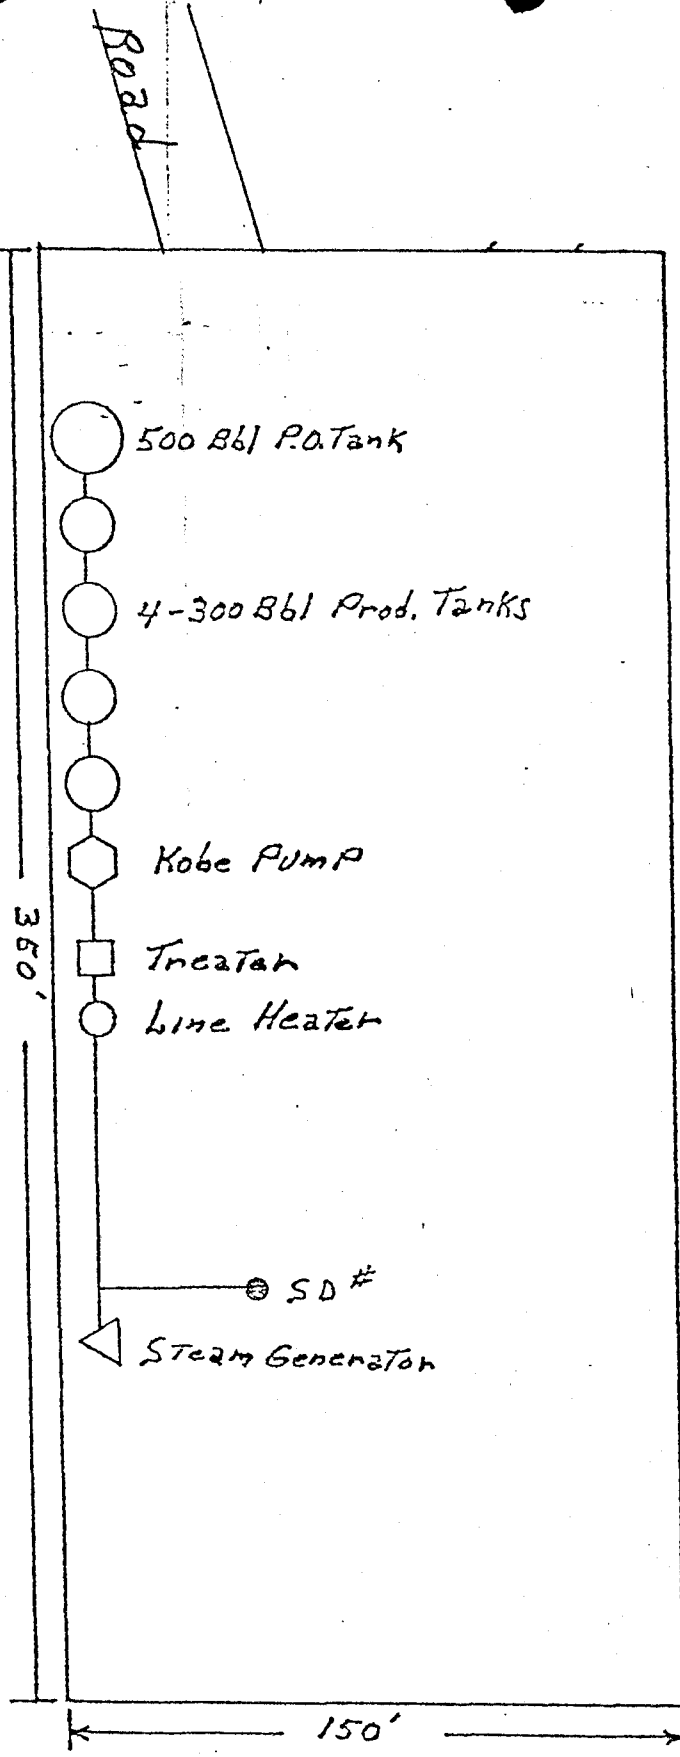 Road
500 Bbl P.O. Tank
4-300 Bbl Prod. Tanks
Kobe Pump
Treater
Line Heater
350'
SD #
Steam Generator
150'